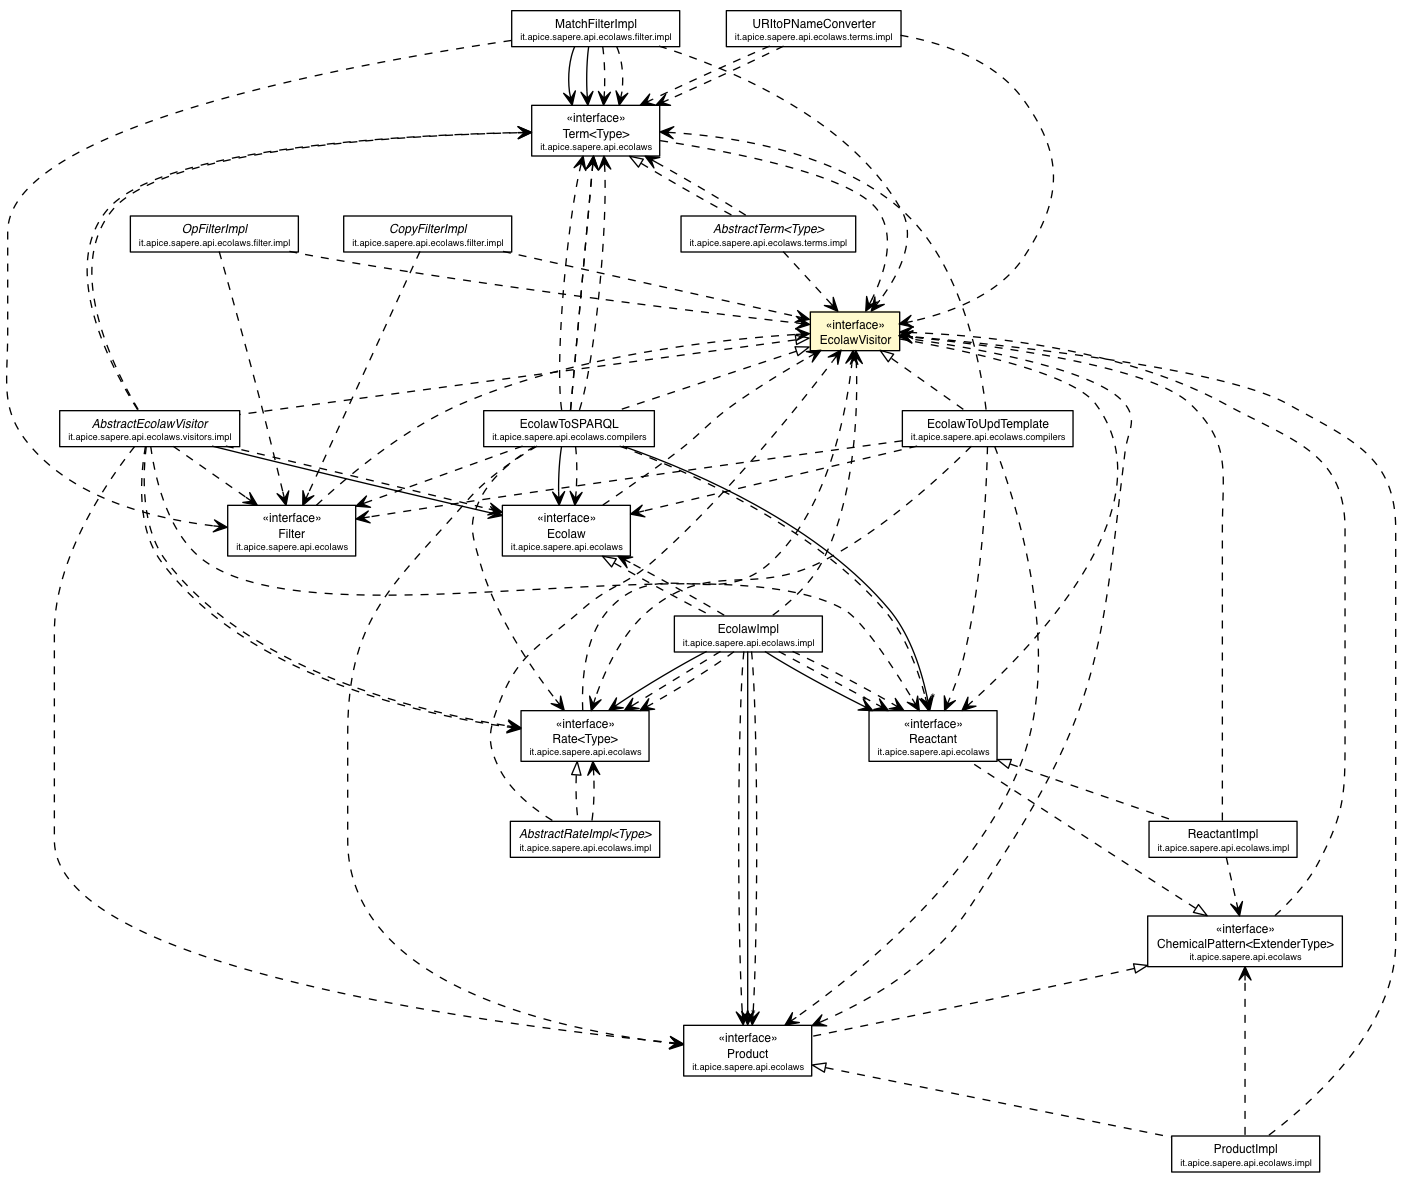 MatchFilterImpl
it.apice.sapere.api.ecolaws.filter.impl
URItoPNameConverter
it.apice.sapere.api.ecolaws.terms.impl
«interface»
Term<Type>
it.apice.sapere.api.ecolaws
OpFilterImpl
it.apice.sapere.api.ecolaws.filter.impl
CopyFilterImpl
it.apice.sapere.api.ecolaws.filter.impl
AbstractTerm<Type>
it.apice.sapere.api.ecolaws.terms.impl
«interface»
EcolawVisitor
AbstractEcolawVisitor
it.apice.sapere.api.ecolaws.visitors.impl
EcolawToSPARQL
it.apice.sapere.api.ecolaws.compilers
EcolawToUpdTemplate
it.apice.sapere.api.ecolaws.compilers
«interface»
Filter
it.apice.sapere.api.ecolaws
«interface»
Ecolaw
it.apice.sapere.api.ecolaws
EcolawImpl
it.apice.sapere.api.ecolaws.impl
«interface»
Rate<Type>
it.apice.sapere.api.ecolaws
«interface»
Reactant
it.apice.sapere.api.ecolaws
AbstractRateImpl<Type>
it.apice.sapere.api.ecolaws.impl
ReactantImpl
it.apice.sapere.api.ecolaws.impl
«interface»
ChemicalPattern<ExtenderType>
it.apice.sapere.api.ecolaws
«interface»
Product
it.apice.sapere.api.ecolaws
ProductImpl
it.apice.sapere.api.ecolaws.impl